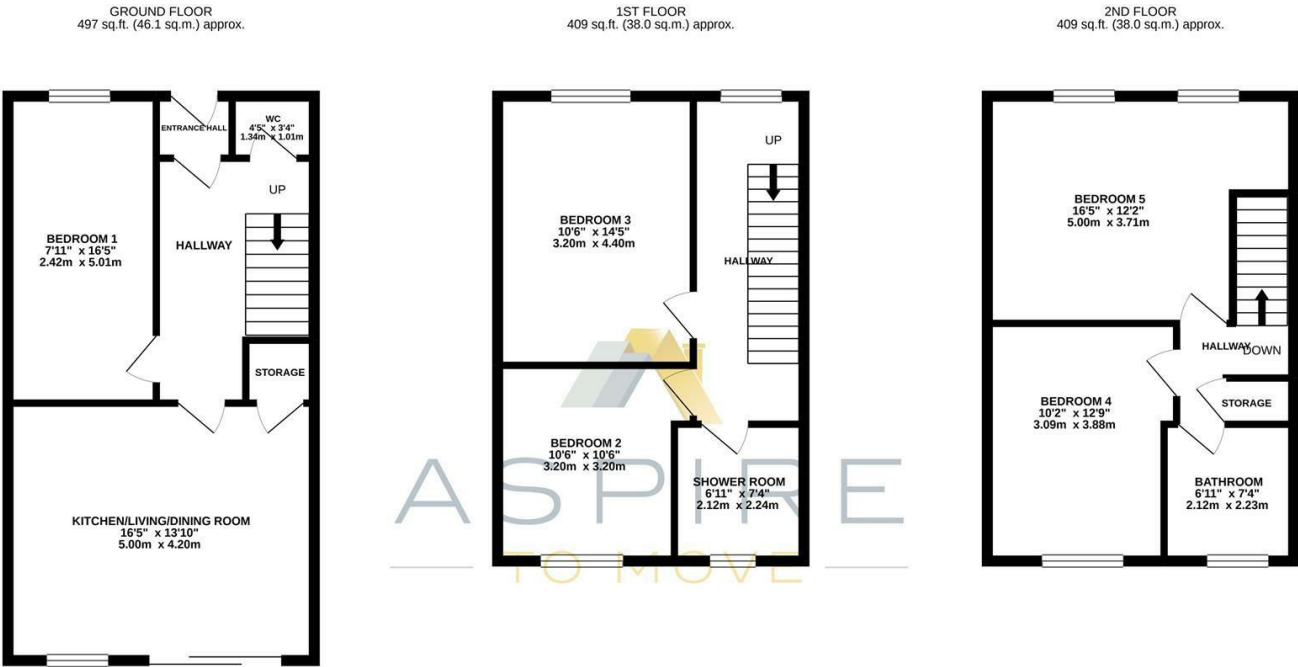 GROUND FLOOR
497 sq.ft. (46.1 sq.m.) approx.
1ST FLOOR
409 sq.ft. (38.0 sq.m.) approx.
2ND FLOOR
409 sq.ft. (38.0 sq.m.) approx.
ENTRANCE HALL
WC
4'5" x 3'4"
1.34m x 1.01m
UP
HALLWAY
BEDROOM 1
7'11" x 16'5"
2.42m x 5.01m
STORAGE
KITCHEN/LIVING/DINING ROOM
16'5" x 13'10"
5.00m x 4.20m
UP
BEDROOM 3
10'6" x 14'5"
3.20m x 4.40m
HALLWAY
BEDROOM 2
10'6" x 10'6"
3.20m x 3.20m
SHOWER ROOM
6'11" x 7'4"
2.12m x 2.24m
BEDROOM 5
16'5" x 12'2"
5.00m x 3.71m
HALLWAY
DOWN
STORAGE
BEDROOM 4
10'2" x 12'9"
3.09m x 3.88m
BATHROOM
6'11" x 7'4"
2.12m x 2.23m
ASPIRE
TO MOVE